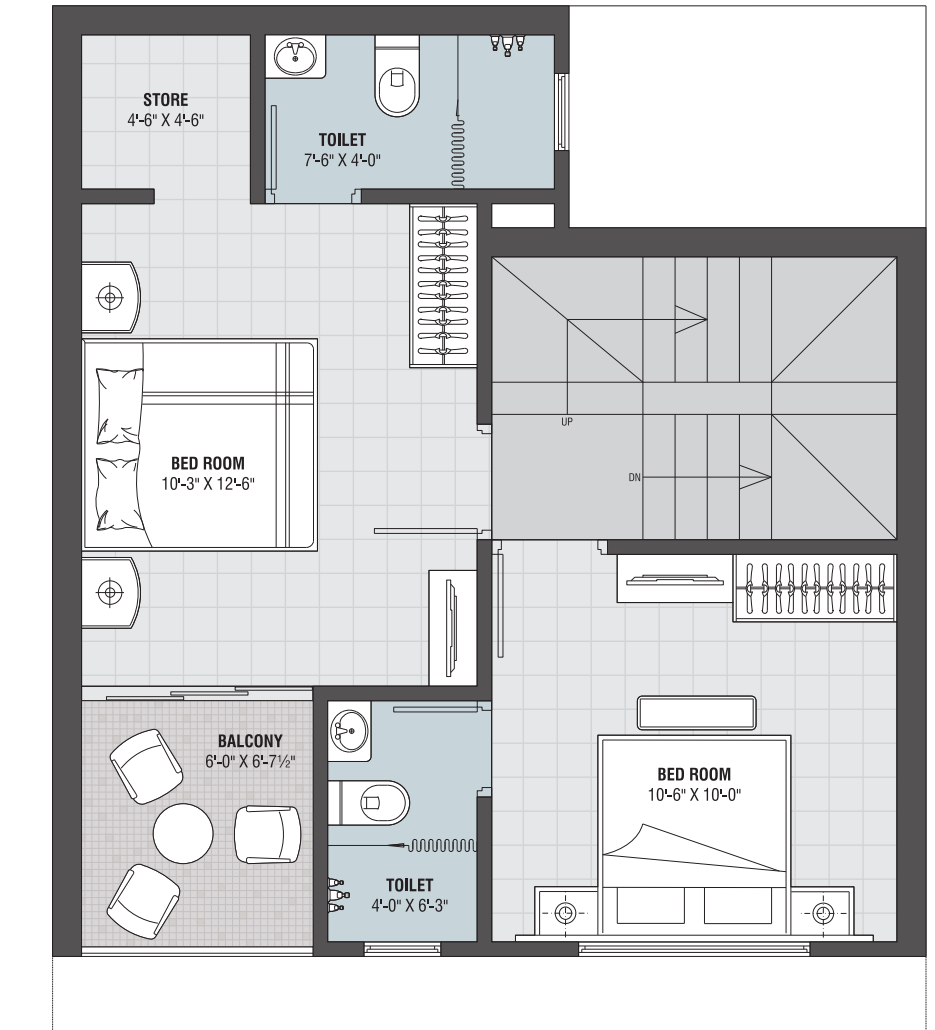 STORE
4'-6" X 4'-6"
TOILET
7'-6" X 4'-0"
UP
DN
BED ROOM
10'-3" X 12'-6"
BALCONY
6'-0" X 6'-7½"
BED ROOM
10'-6" X 10'-0"
TOILET
4'-0" X 6'-3"